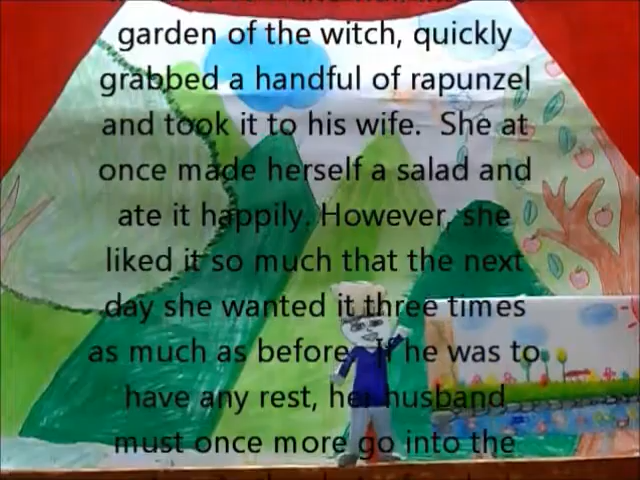 garden of the witch, quickly
grabbed a handful of rapunzel
and took it to his wife.  She at
once made herself a salad and
ate it happily. However, she
liked it so much that the next
day she wanted it three times
as much as before.  If he was to
have any rest, her husband
must once more go into the